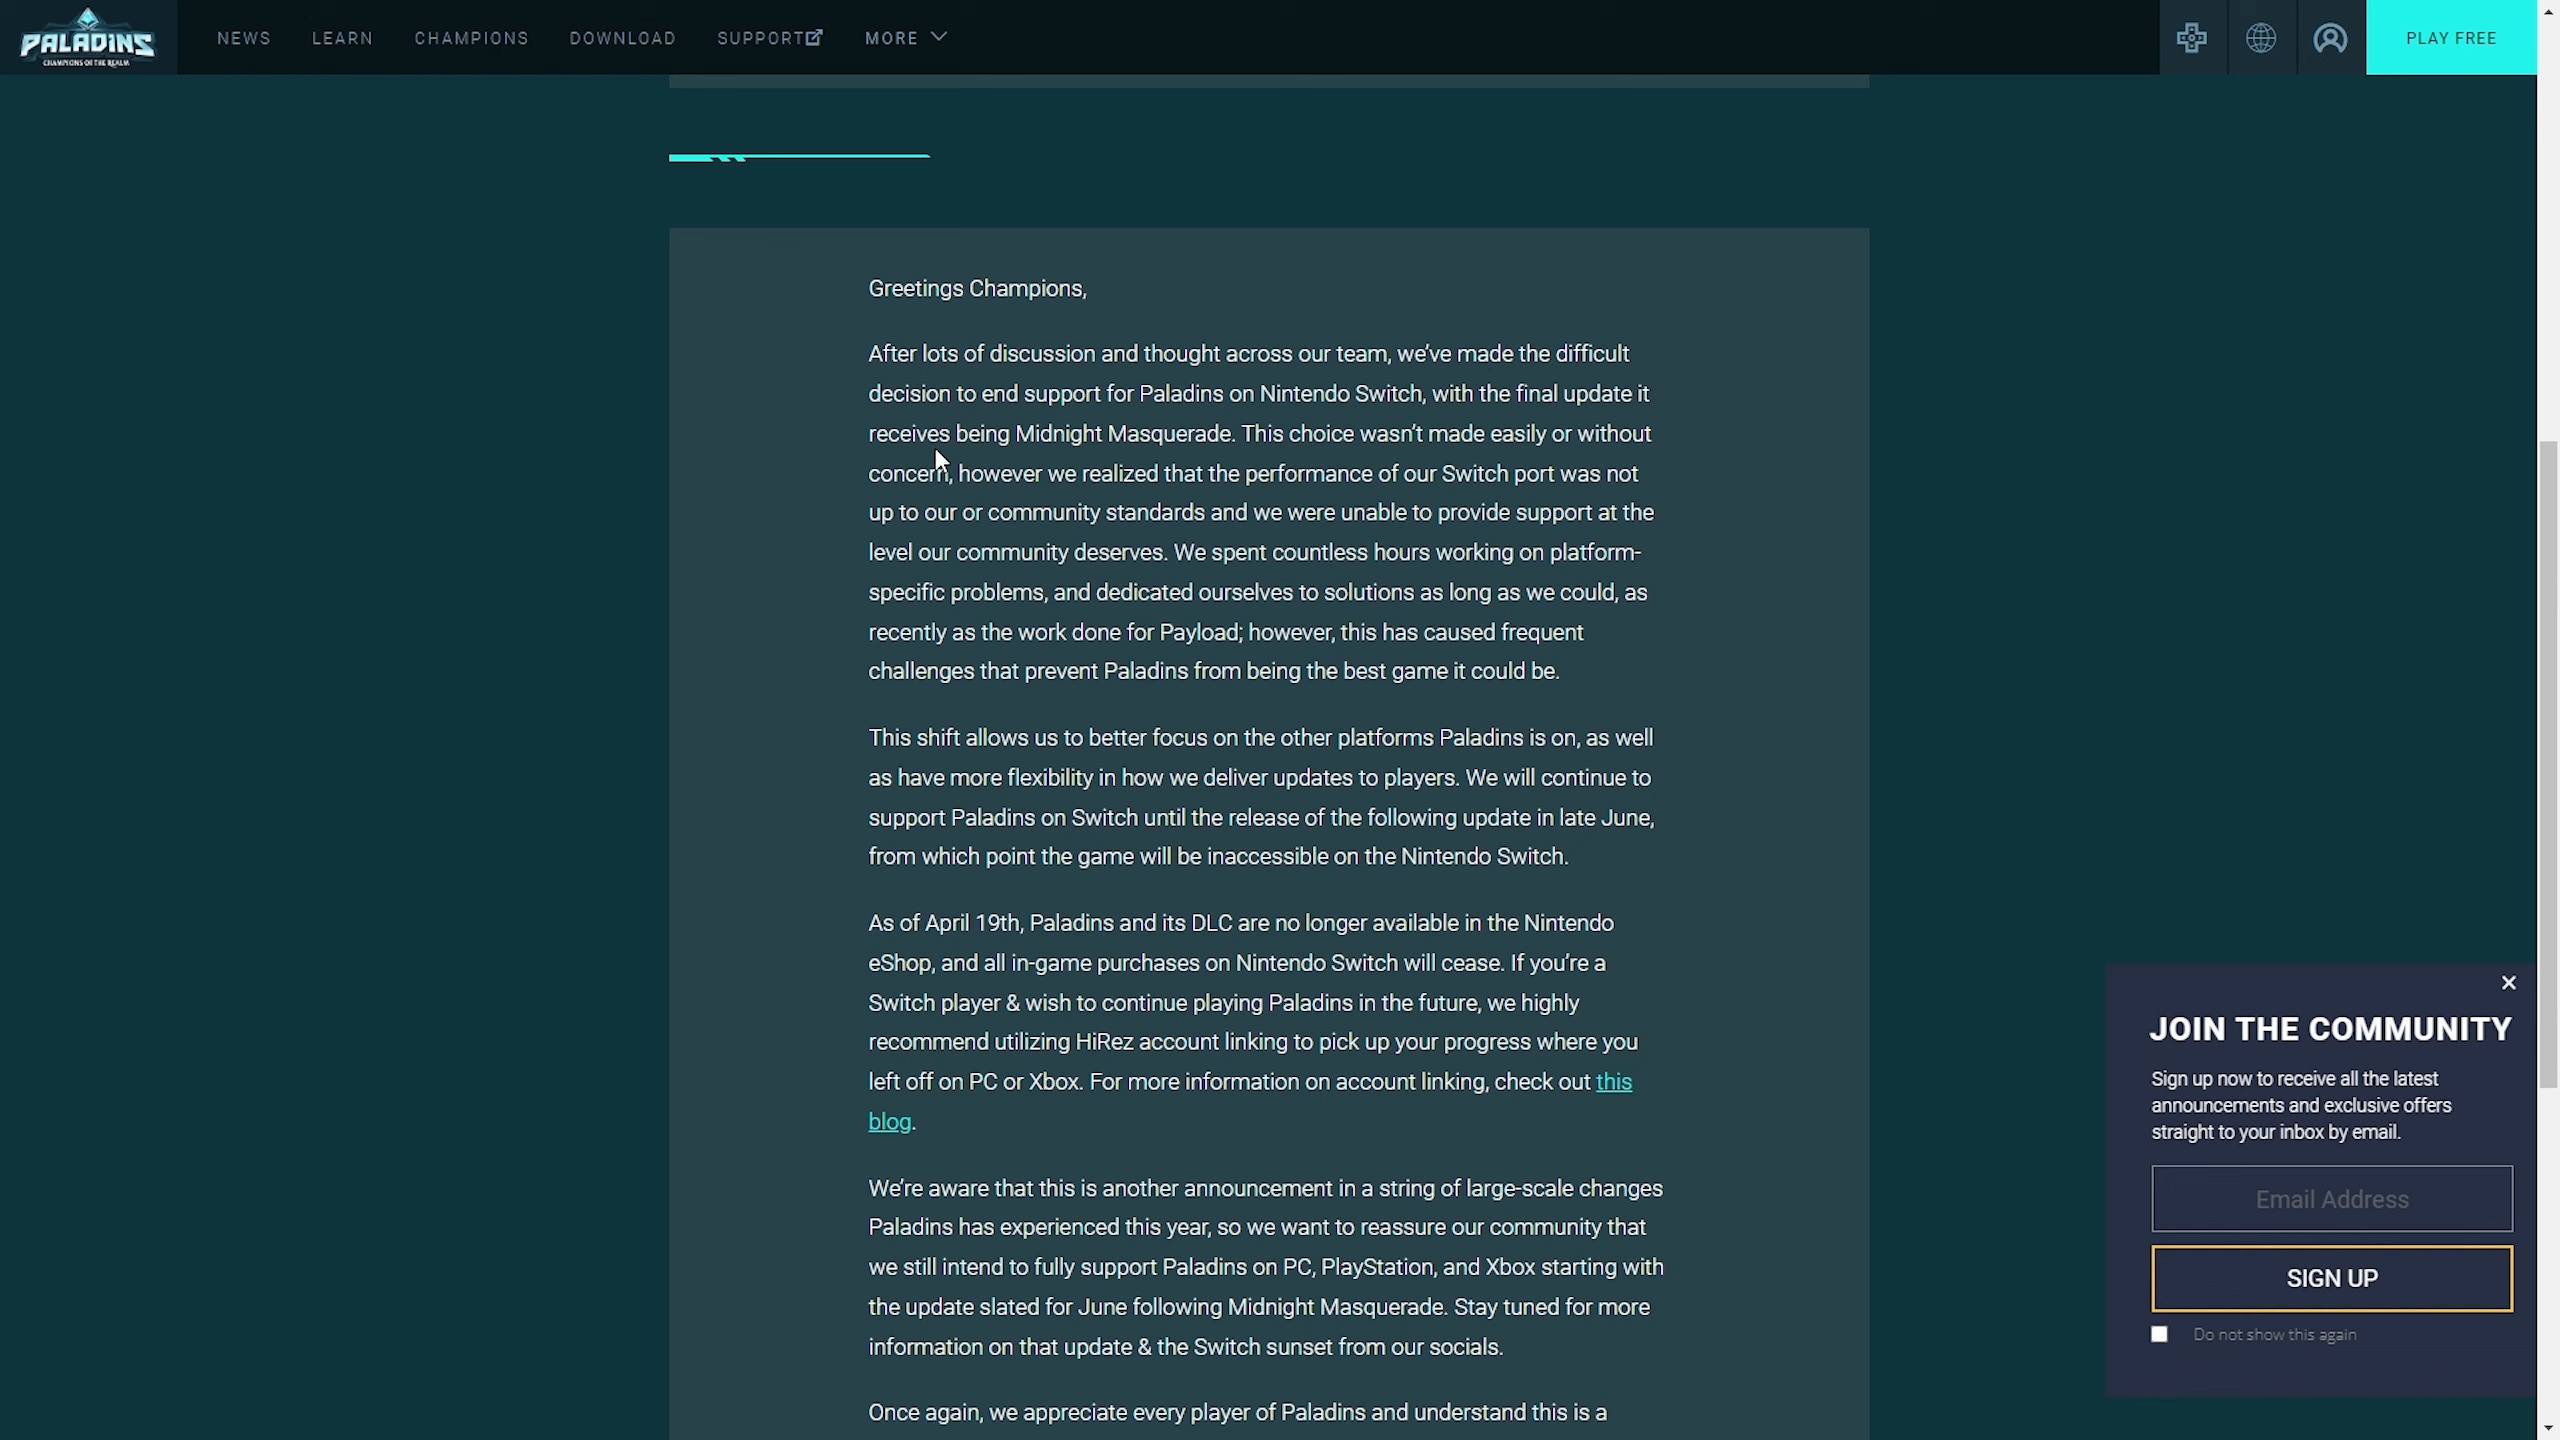 PALADINS
CHAMPIONS OF THE REALM
NEWS
LEARN
CHAMPIONS
DOWNLOAD
SUPPORT
MORE
PLAY FREE
Greetings Champions,
After lots of discussion and thought across our team, we've made the difficult
decision to end support for Paladins on Nintendo Switch, with the final update it
receives being Midnight Masquerade. This choice wasn't made easily or without
concern, however we realized that the performance of our Switch port was not
up to our or community standards and we were unable to provide support at the
level our community deserves. We spent countless hours working on platform-
specific problems, and dedicated ourselves to solutions as long as we could, as
recently as the work done for Payload; however, this has caused frequent
challenges that prevent Paladins from being the best game it could be.
This shift allows us to better focus on the other platforms Paladins is on, as well
as have more flexibility in how we deliver updates to players. We will continue to
support Paladins on Switch until the release of the following update in late June,
from which point the game will be inaccessible on the Nintendo Switch.
As of April 19th, Paladins and its DLC are no longer available in the Nintendo
eShop, and all in-game purchases on Nintendo Switch will cease. If you're a
Switch player & wish to continue playing Paladins in the future, we highly
recommend utilizing HiRez account linking to pick up your progress where you
left off on PC or Xbox. For more information on account linking, check out this
blog.
We're aware that this is another announcement in a string of large-scale changes
Paladins has experienced this year, so we want to reassure our community that
we still intend to fully support Paladins on PC, PlayStation, and Xbox starting with
the update slated for June following Midnight Masquerade. Stay tuned for more
information on that update & the Switch sunset from our socials.
Once again, we appreciate every player of Paladins and understand this is a
JOIN THE COMMUNITY
Sign up now to receive all the latest
announcements and exclusive offers
straight to your inbox by email.
Email Address
SIGN UP
Do not show this again